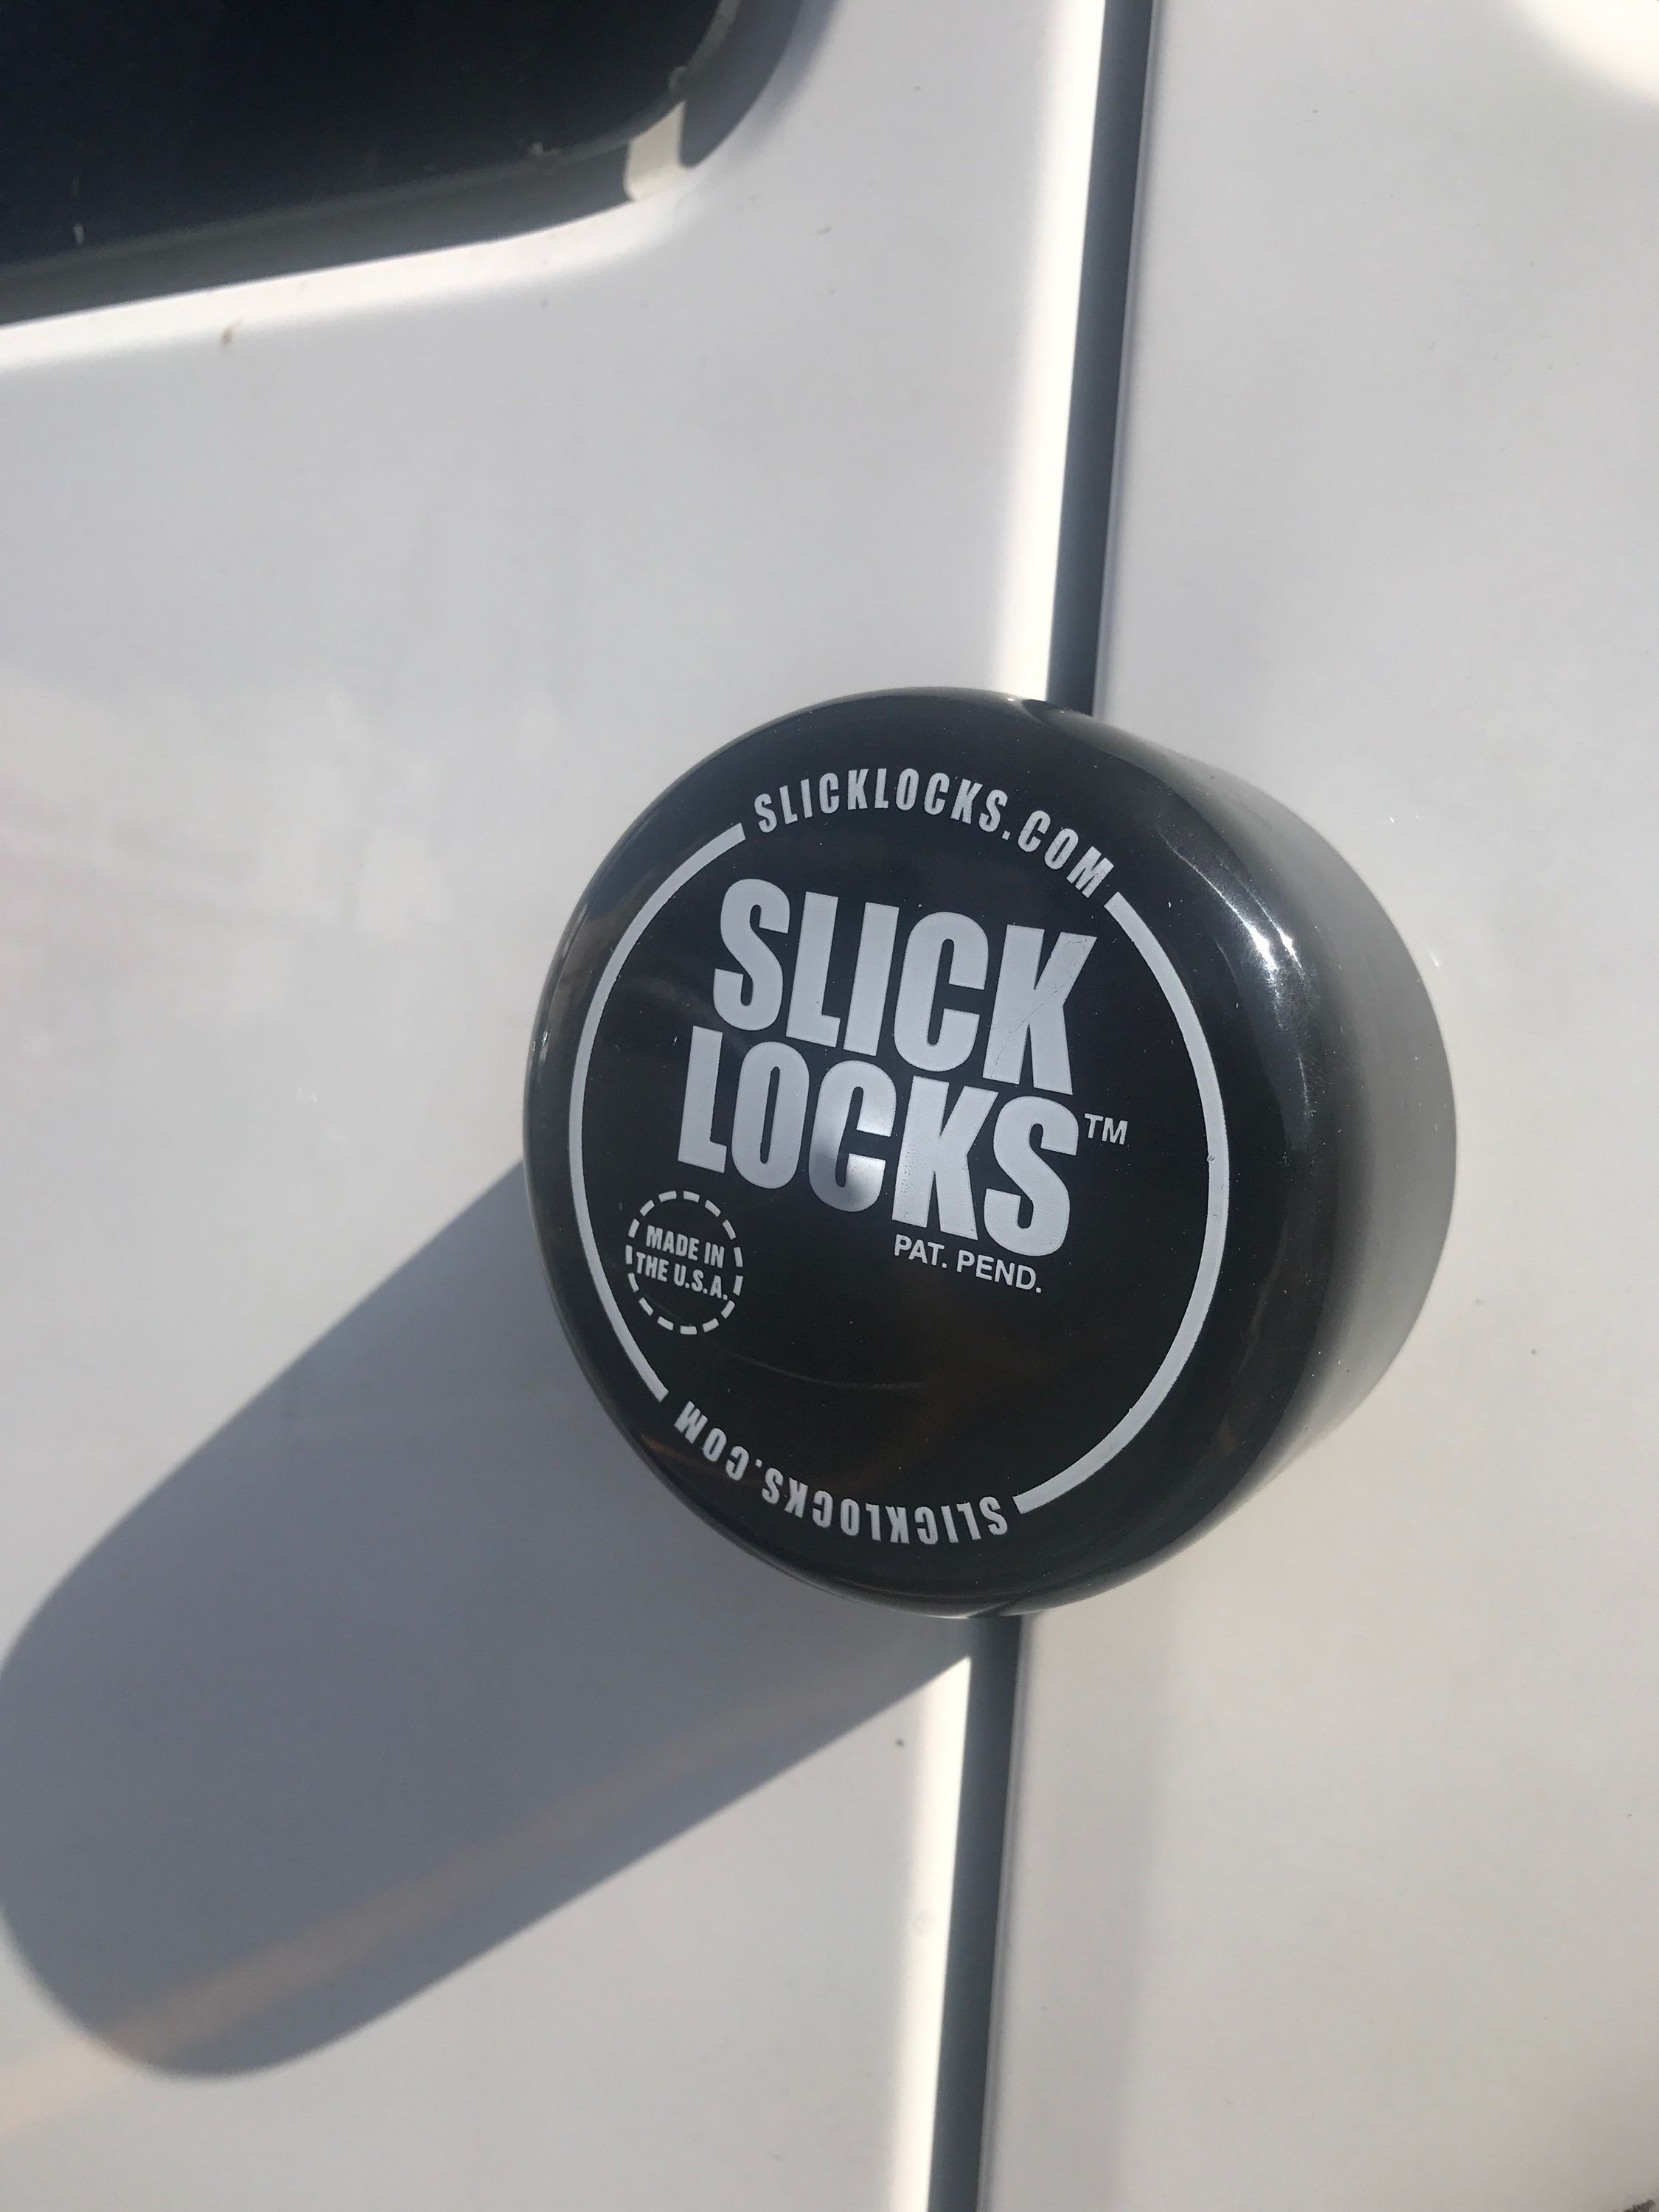 SLICKLOCKS.COM
SLICK
LOCKS™
PAT. PEND.
MADE IN
THE U.S.A.
SLICKLOCKS.COM